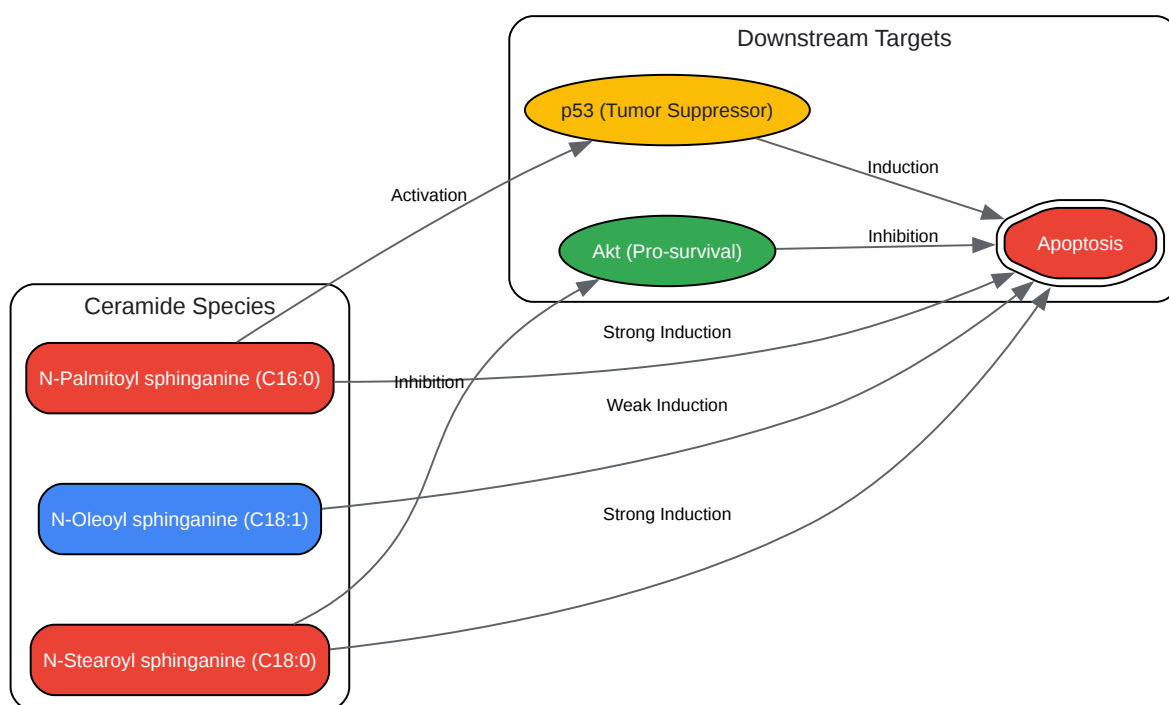 Downstream Targets
p53 (Tumor Suppressor)
Induction
Activation
Akt (Pro-survival)
Inhibition
Apoptosis
Ceramide Species
Strong Induction
N-Palmitoyl sphinganine (C16:0)
Inhibition
Weak Induction
N-Oleoyl sphinganine (C18:1)
Strong Induction
N-Stearoyl sphinganine (C18:0)